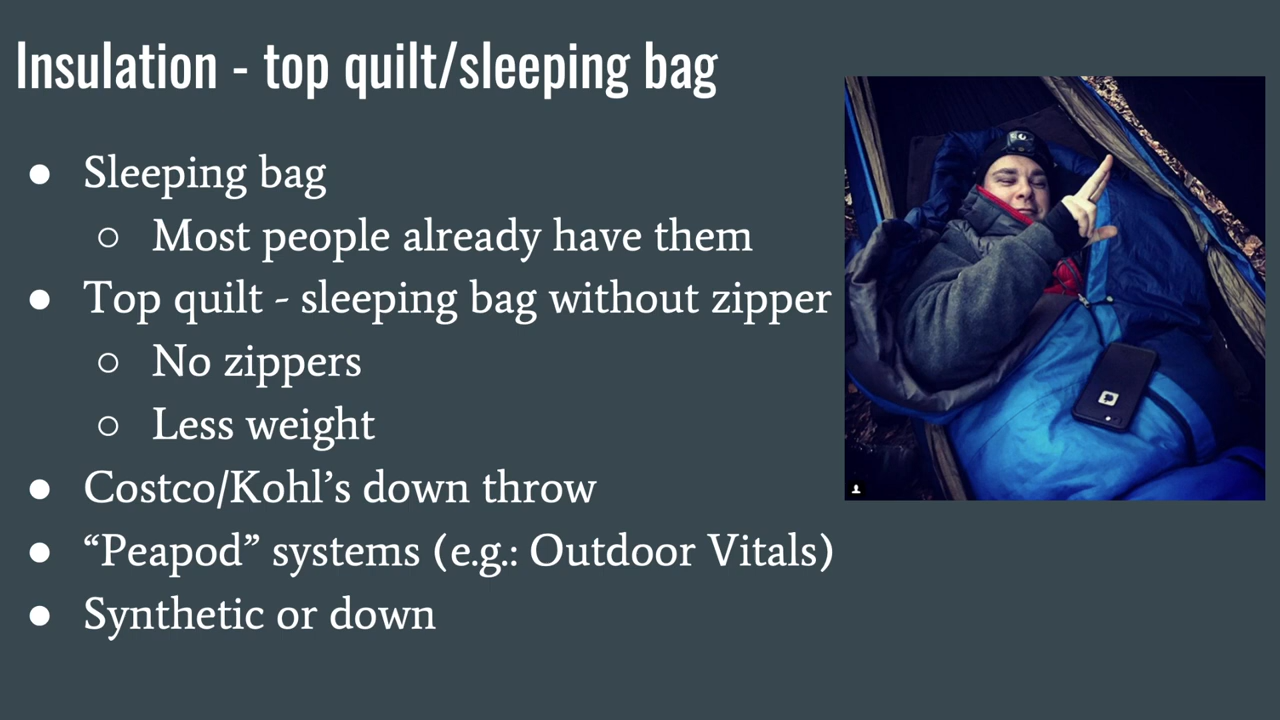 Insulation - top quilt/sleeping bag
● Sleeping bag
○ Most people already have them
● Top quilt - sleeping bag without zipper
○ No zippers
○ Less weight
● Costco/Kohl’s down throw
● “Peapod” systems (e.g.: Outdoor Vitals)
● Synthetic or down